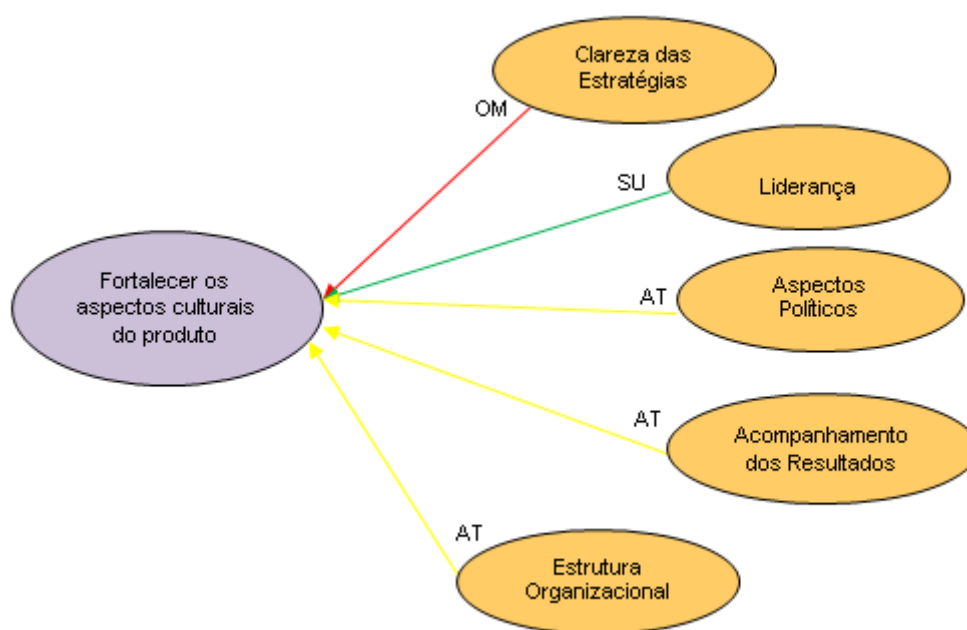 Clareza das
Estratégias
OM
SU
Liderança
Fortalecer os
aspectos culturais
do produto
AT
Aspectos
Políticos
AT
Acompanhamento
dos Resultados
AT
Estrutura
Organizacional